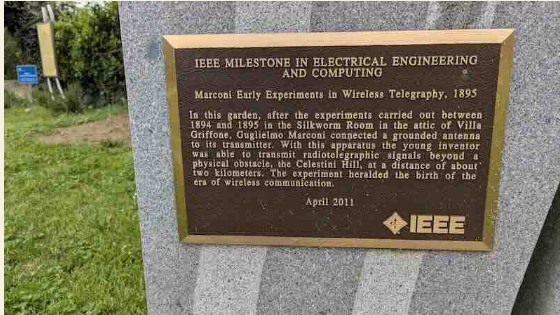 IEEE MILESTONE IN ELECTRICAL ENGINEERING
AND COMPUTING
Marconi Early Experiments in Wireless Telegraphy, 1895
In this garden, after the experiments carried out between
1894 and 1895 in the Silkworm Room in the attic of Villa
Griffone, Guglielmo Marconi connected a grounded antenna
to its transmitter. With this apparatus the young inventor
was able to transmit radiotelegraphic signals beyond a
physical obstacle, the Celestini Hill, at a distance of about
two kilometers. The experiment heralded the birth of the
era of wireless communication.
April 2011
IEEE